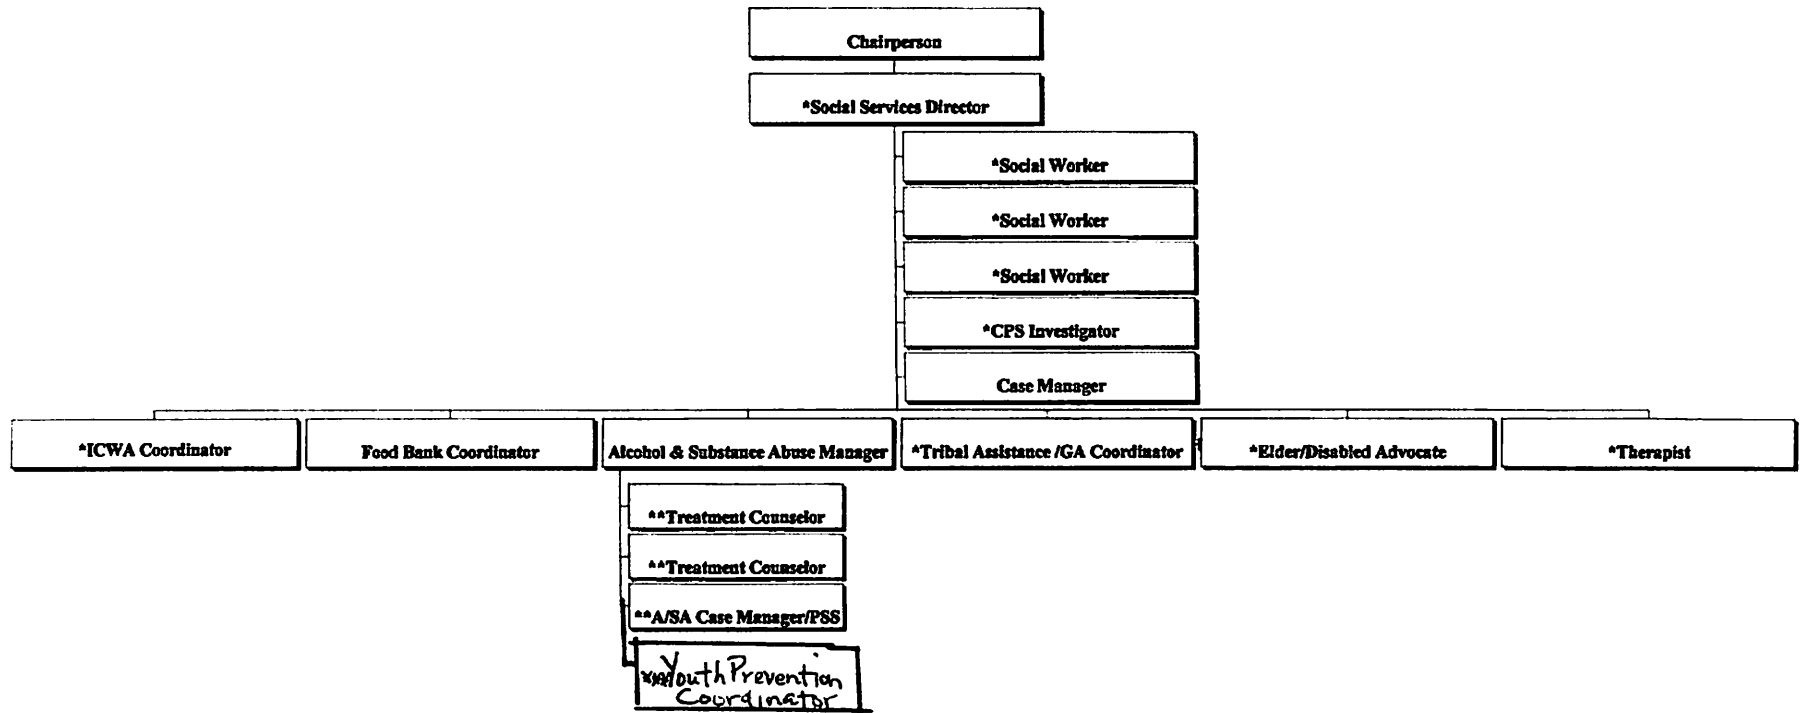 Chairperson
*Social Services Director
*Social Worker
*Social Worker
*Social Worker
*CPS Investigator
Case Manager
*ICWA Coordinator
Food Bank Coordinator
Alcohol & Substance Abuse Manager
*Tribal Assistance /GA Coordinator
*Elder/Disabled Advocate
*Therapist
**Treatment Counselor
**Treatment Counselor
**A/SA Case Manager/PSS
Youth Prevention
Coordinator